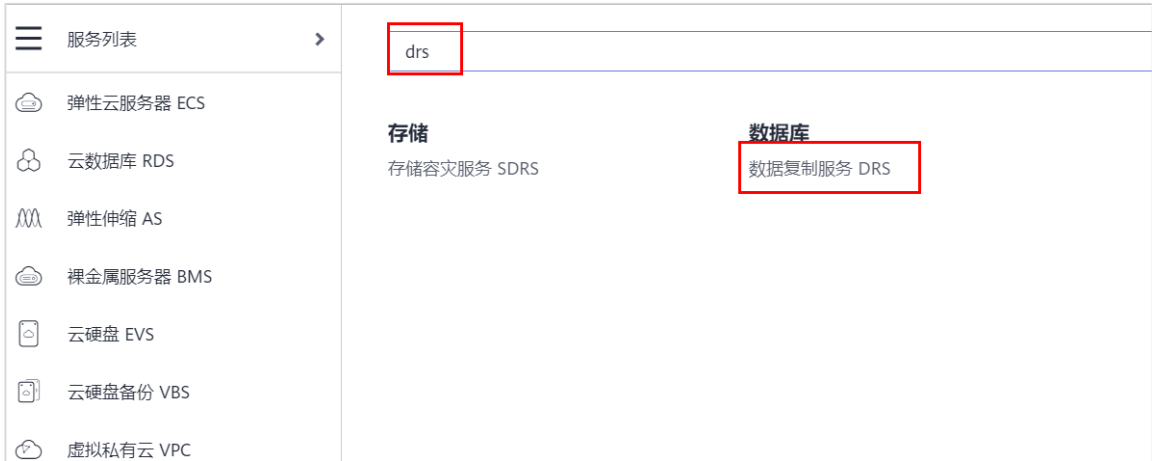 服务列表
drs
弹性云服务器 ECS
云数据库 RDS
弹性伸缩 AS
裸金属服务器 BMS
云硬盘 EVS
云硬盘备份 VBS
虚拟私有云 VPC
存储
存储容灾服务 SDRS
数据库
数据复制服务 DRS